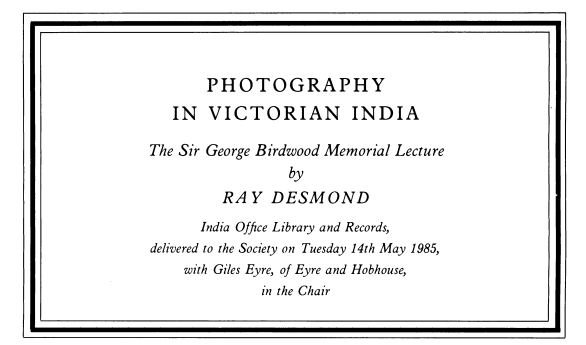 PHOTOGRAPHY
IN VICTORIAN INDIA
The Sir George Birdwood Memorial Lecture
by
RAY DESMOND
India Office Library and Records,
delivered to the Society on Tuesday 14th May 1985,
with Giles Eyre, of Eyre and Hobhouse,
in the Chair